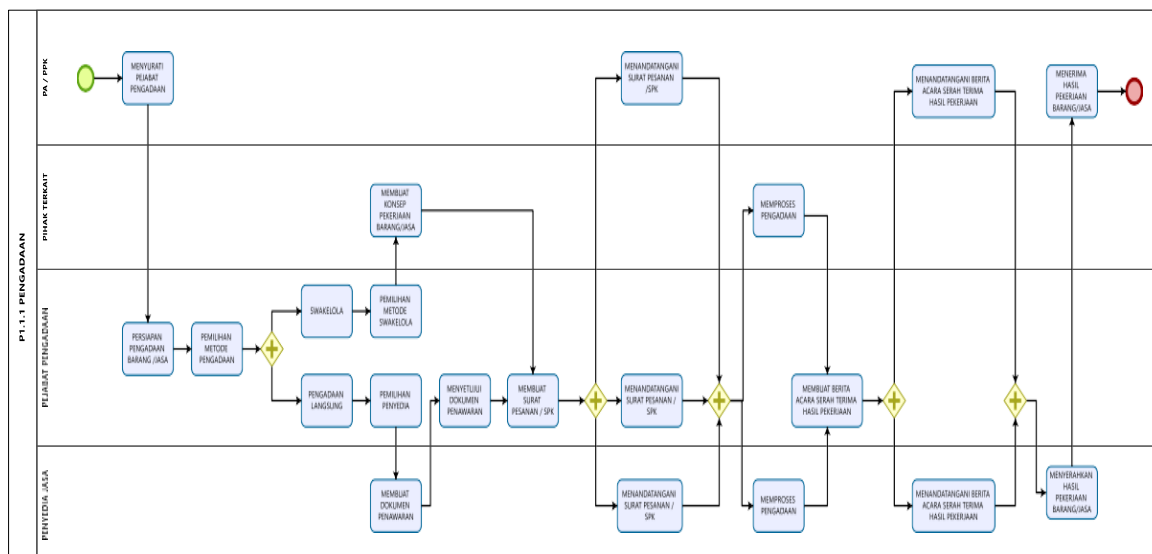 P1.1.1 PENGADAAN
PA / PPK
MENYURATI
PEJABAT
PENGADAAN
MENANDATANGANI
SURAT PESANAN
/SPK
MENANDATANGANI BERITA
ACARA SERAH TERIMA
HASIL PEKERJAAN
MENERIMA
HASIL
PEKERJAAN
BARANG/JASA
PIHAK TERKAIT
MEMBUAT
KONSEP
PEKERJAAN
BARANG/JASA
MEMPROSES
PENGADAAN
PEJABAT PENGADAAN
PERSIAPAN
PENGADAAN
BARANG /JASA
PEMILIHAN
METODE
PENGADAAN
SWAKELOLA
PEMILIHAN
METODE
SWAKELOLA
PENGADAAN
LANGSUNG
PEMILIHAN
PENYEDIA
MENYETUJUI
DOKUMEN
PENAWARAN
MEMBUAT
SURAT
PESANAN / SPK
MENANDATANGANI
SURAT PESANAN /
SPK
MEMBUAT BERITA
ACARA SERAH TERIMA
HASIL PEKERJAAN
PENYEDIA JASA
MEMBUAT
DOKUMEN
PENAWARAN
MENANDATANGANI
SURAT PESANAN /
SPK
MEMPROSES
PENGADAAN
MENANDATANGANI BERITA
ACARA SERAH TERIMA
HASIL PEKERJAAN
MENYERAHKAN
HASIL
PEKERJAAN
BARANG/JASA